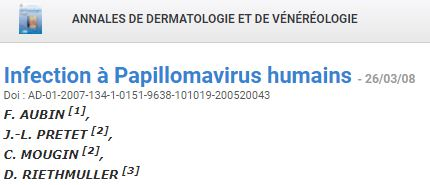 ANNALES DE DERMATOLOGIE ET DE VÉNÉRÉOLOGIE
Infection à Papillomavirus humains - 26/03/08
Doi : AD-01-2007-134-1-0151-9638-101019-200520043
F. AUBIN [1],
J.-L. PRETET [2],
C. MOUGIN [2],
D. RIETHMULLER [3]